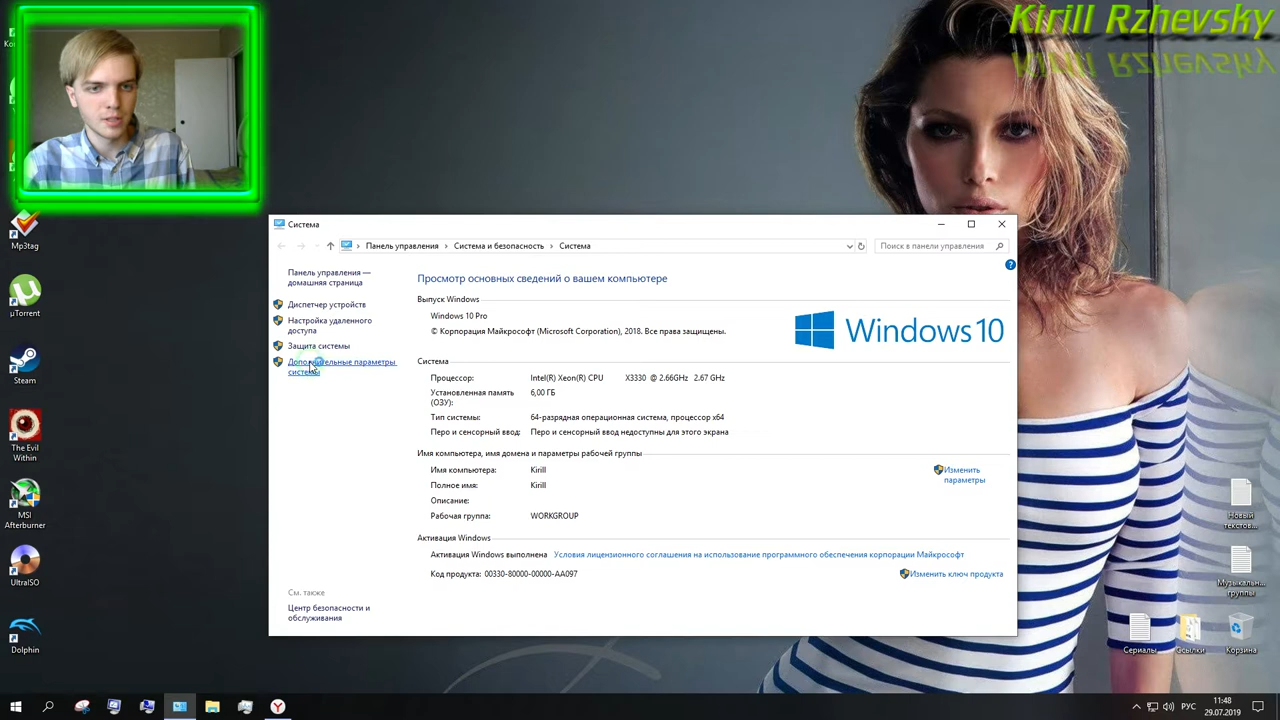 Kirill Rzhevsky
Mp3tag
µTorrent
Steam
The Evil
Within
MSI
Afterburner
UltraISO
Dolphin
Система
Панель управления
Система и безопасность
Система
Поиск в панели управления
Панель управления —
домашняя страница
Диспетчер устройств
Настройка удаленного
доступа
Защита системы
Дополнительные параметры
системы
См. также
Центр безопасности и
обслуживания
Просмотр основных сведений о вашем компьютере
Выпуск Windows
Windows 10 Pro
© Корпорация Майкрософт (Microsoft Corporation), 2018. Все права защищены.
Windows 10
Система
Процессор: Intel(R) Xeon(R) CPU X3330 @ 2.66GHz 2.67 GHz
Установленная память
(ОЗУ): 6,00 ГБ
Тип системы: 64-разрядная операционная система, процессор x64
Перо и сенсорный ввод: Перо и сенсорный ввод недоступны для этого экрана
Имя компьютера, имя домена и параметры рабочей группы
Имя компьютера: Kirill
Изменить
параметры
Полное имя: Kirill
Описание:
Рабочая группа: WORKGROUP
Активация Windows
Активация Windows выполнена Условия лицензионного соглашения на использование программного обеспечения корпорации Майкрософт
Код продукта: 00330-80000-00000-AA097
Изменить ключ продукта
Новый
текстов...
Музыкальн...
группы
Сериалы
Ссылки
Корзина
РУС
11:48
29.07.2019